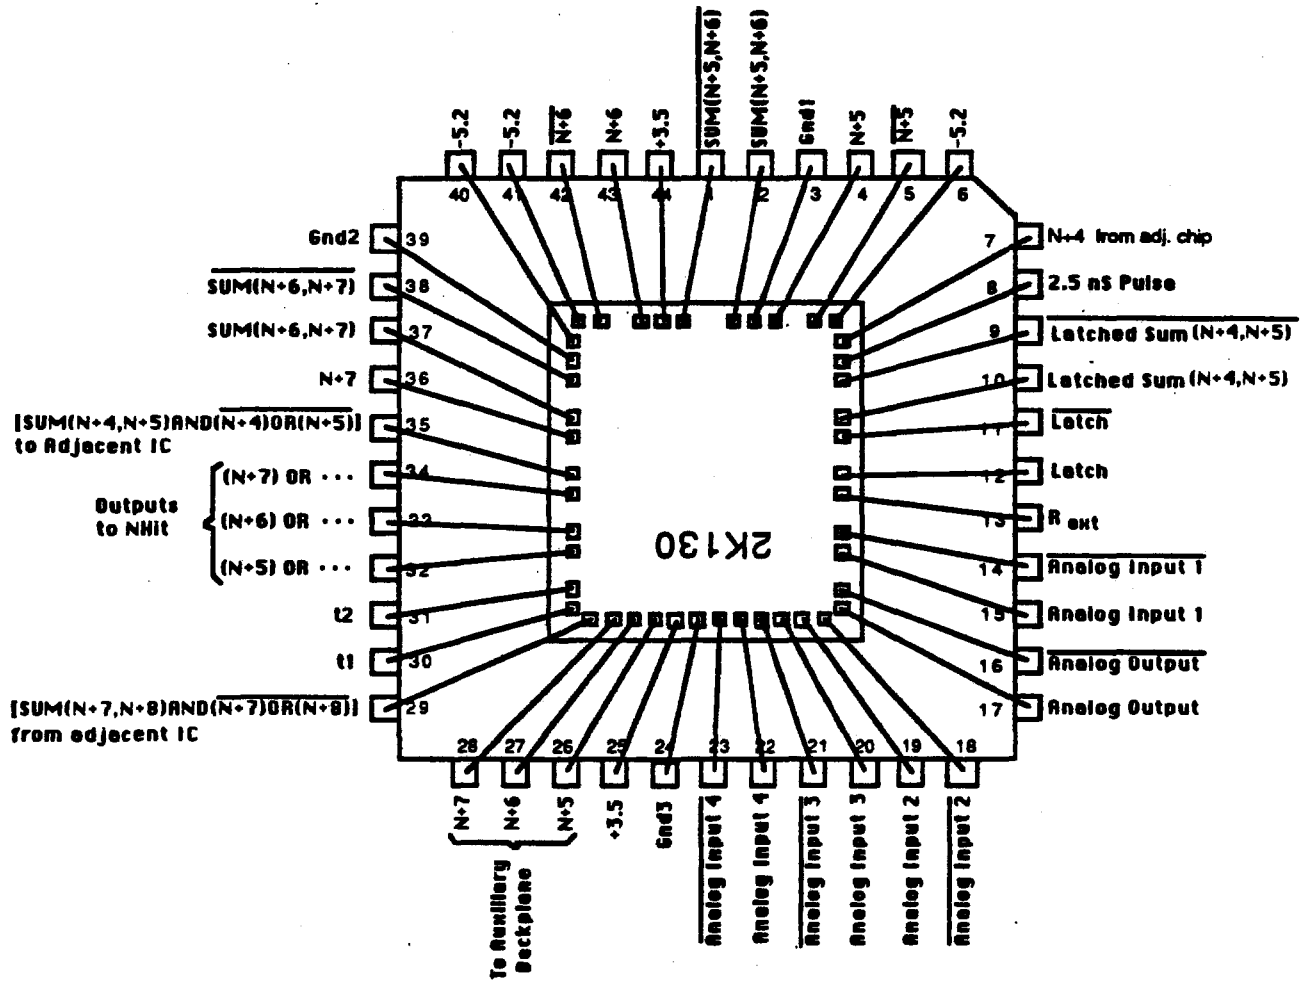 -5.2
-5.2
N+6
N+6
+3.5
SUM(N+5,N+6)
SUM(N+5,N+6)
Gnd1
N+5
N+5
-5.2
40 41 42 43 44 1 2 3 4 5 6
Gnd2 39
SUM(N+6,N+7) 38
SUM(N+6,N+7) 37
N+7 36
[SUM(N+4,N+5)AND(N+4)OR(N+5)] 35
to Adjacent IC
Outputs
to NHit
(N+7) OR ··· 34
(N+6) OR ··· 33
(N+5) OR ··· 32
t2 31
t1 30
[SUM(N+7,N+8)AND(N+7)OR(N+8)] 29
from adjacent IC
7 N+4 from adj. chip
8 2.5 nS Pulse
9 Latched Sum (N+4,N+5)
10 Latched Sum (N+4,N+5)
11 Latch
12 Latch
13 R ext
14 Analog Input 1
15 Analog Input 1
16 Analog Output
17 Analog Output
2K130
28 27 26 25 24 23 22 21 20 19 18
N+7
N+6
N+5
+3.5
Gnd3
Analog Input 4
Analog Input 4
Analog Input 3
Analog Input 3
Analog Input 2
Analog Input 2
To Auxiliary
Backplane